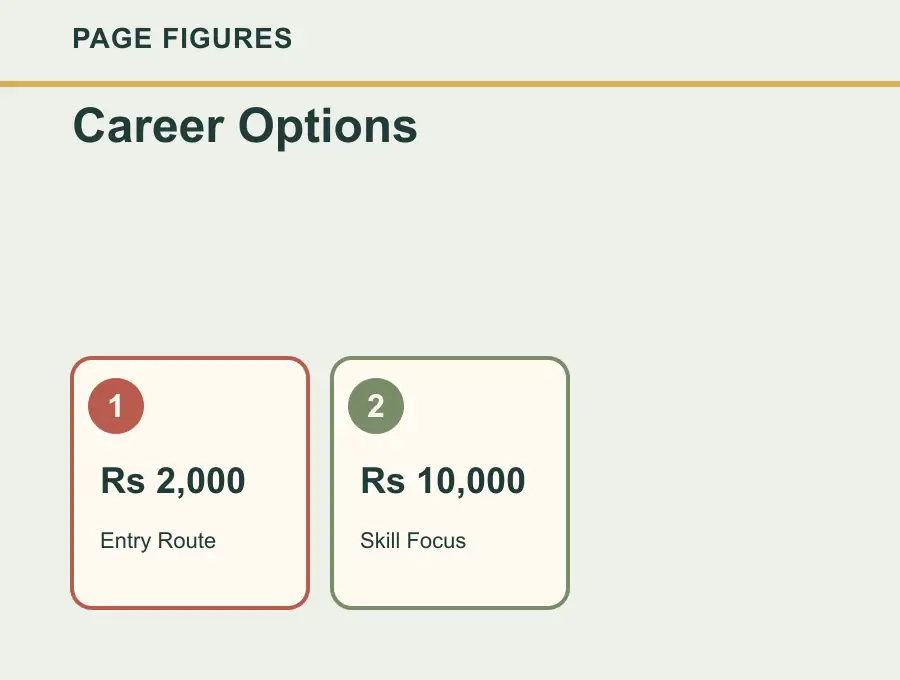 PAGE FIGURES
Career Options
1
Rs 2,000
Entry Route
2
Rs 10,000
Skill Focus